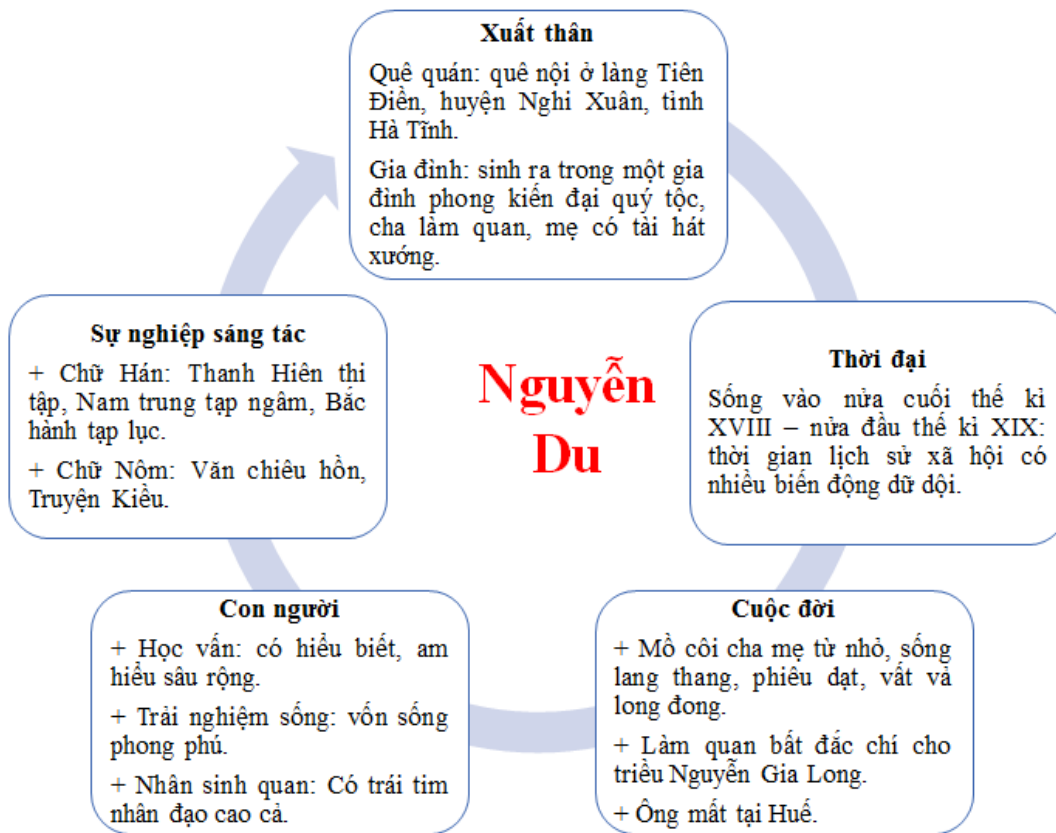 Xuất thân
Quê quán: quê nội ở làng Tiên
Điền, huyện Nghi Xuân, tỉnh
Hà Tĩnh.
Gia đình: sinh ra trong một gia
đình phong kiến đại quý tộc,
cha làm quan, mẹ có tài hát
xướng.
Thời đại
Sống vào nửa cuối thế kỉ
XVIII – nửa đầu thế kỉ XIX:
thời gian lịch sử xã hội có
nhiều biến động dữ dội.
Cuộc đời
+ Mồ côi cha mẹ từ nhỏ, sống
lang thang, phiêu dạt, vất vả
long đong.
+ Làm quan bất đắc chí cho
triều Nguyễn Gia Long.
+ Ông mất tại Huế.
Con người
+ Học vấn: có hiểu biết, am
hiểu sâu rộng.
+ Trải nghiệm sống: vốn sống
phong phú.
+ Nhân sinh quan: Có trái tim
nhân đạo cao cả.
Sự nghiệp sáng tác
+ Chữ Hán: Thanh Hiên thi
tập, Nam trung tạp ngâm, Bắc
hành tạp lục.
+ Chữ Nôm: Văn chiêu hồn,
Truyện Kiều.
Nguyễn
Du